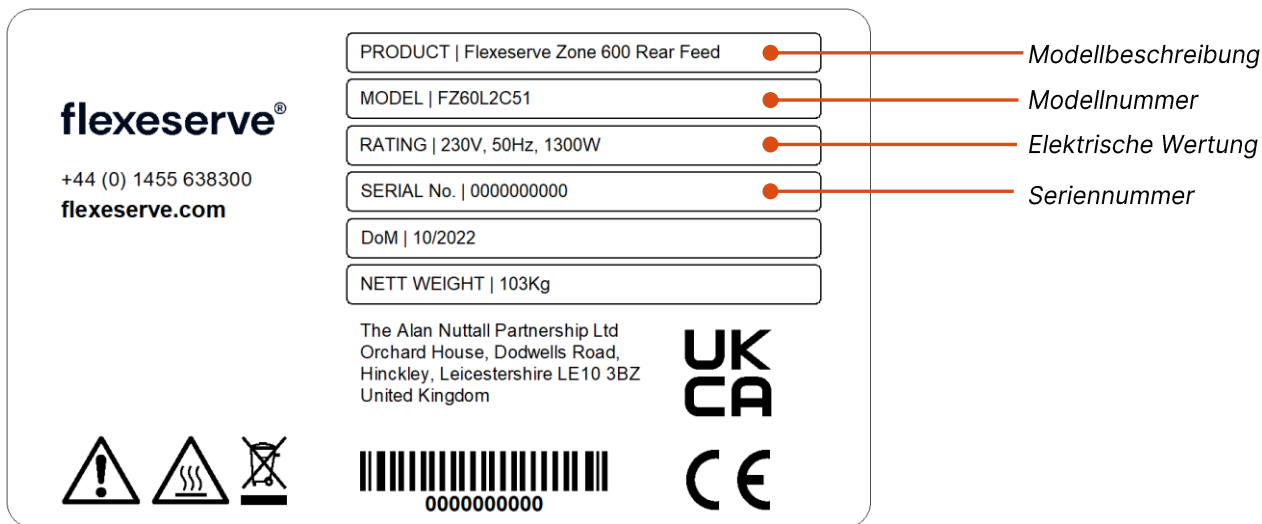 PRODUCT | Flexeserve Zone 600 Rear Feed
Modellbeschreibung
MODEL | FZ60L2C51
Modellnummer
flexeserve®
RATING | 230V, 50Hz, 1300W
Elektrische Wertung
+44 (0) 1455 638300
SERIAL No. | 0000000000
Seriennummer
flexeserve.com
DoM | 10/2022
NETT WEIGHT | 103Kg
The Alan Nuttall Partnership Ltd
Orchard House, Dodwells Road,
Hinckley, Leicestershire LE10 3BZ
United Kingdom
UK
CA
CE
0000000000